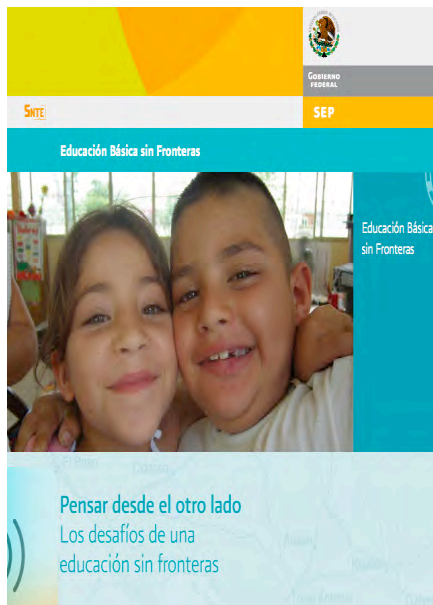 GOBIERNO
FEDERAL
SNTE
SEP
Educación Básica sin Fronteras
Educación Básica
sin Fronteras
Pensar desde el otro lado
Los desafíos de una
educación sin fronteras